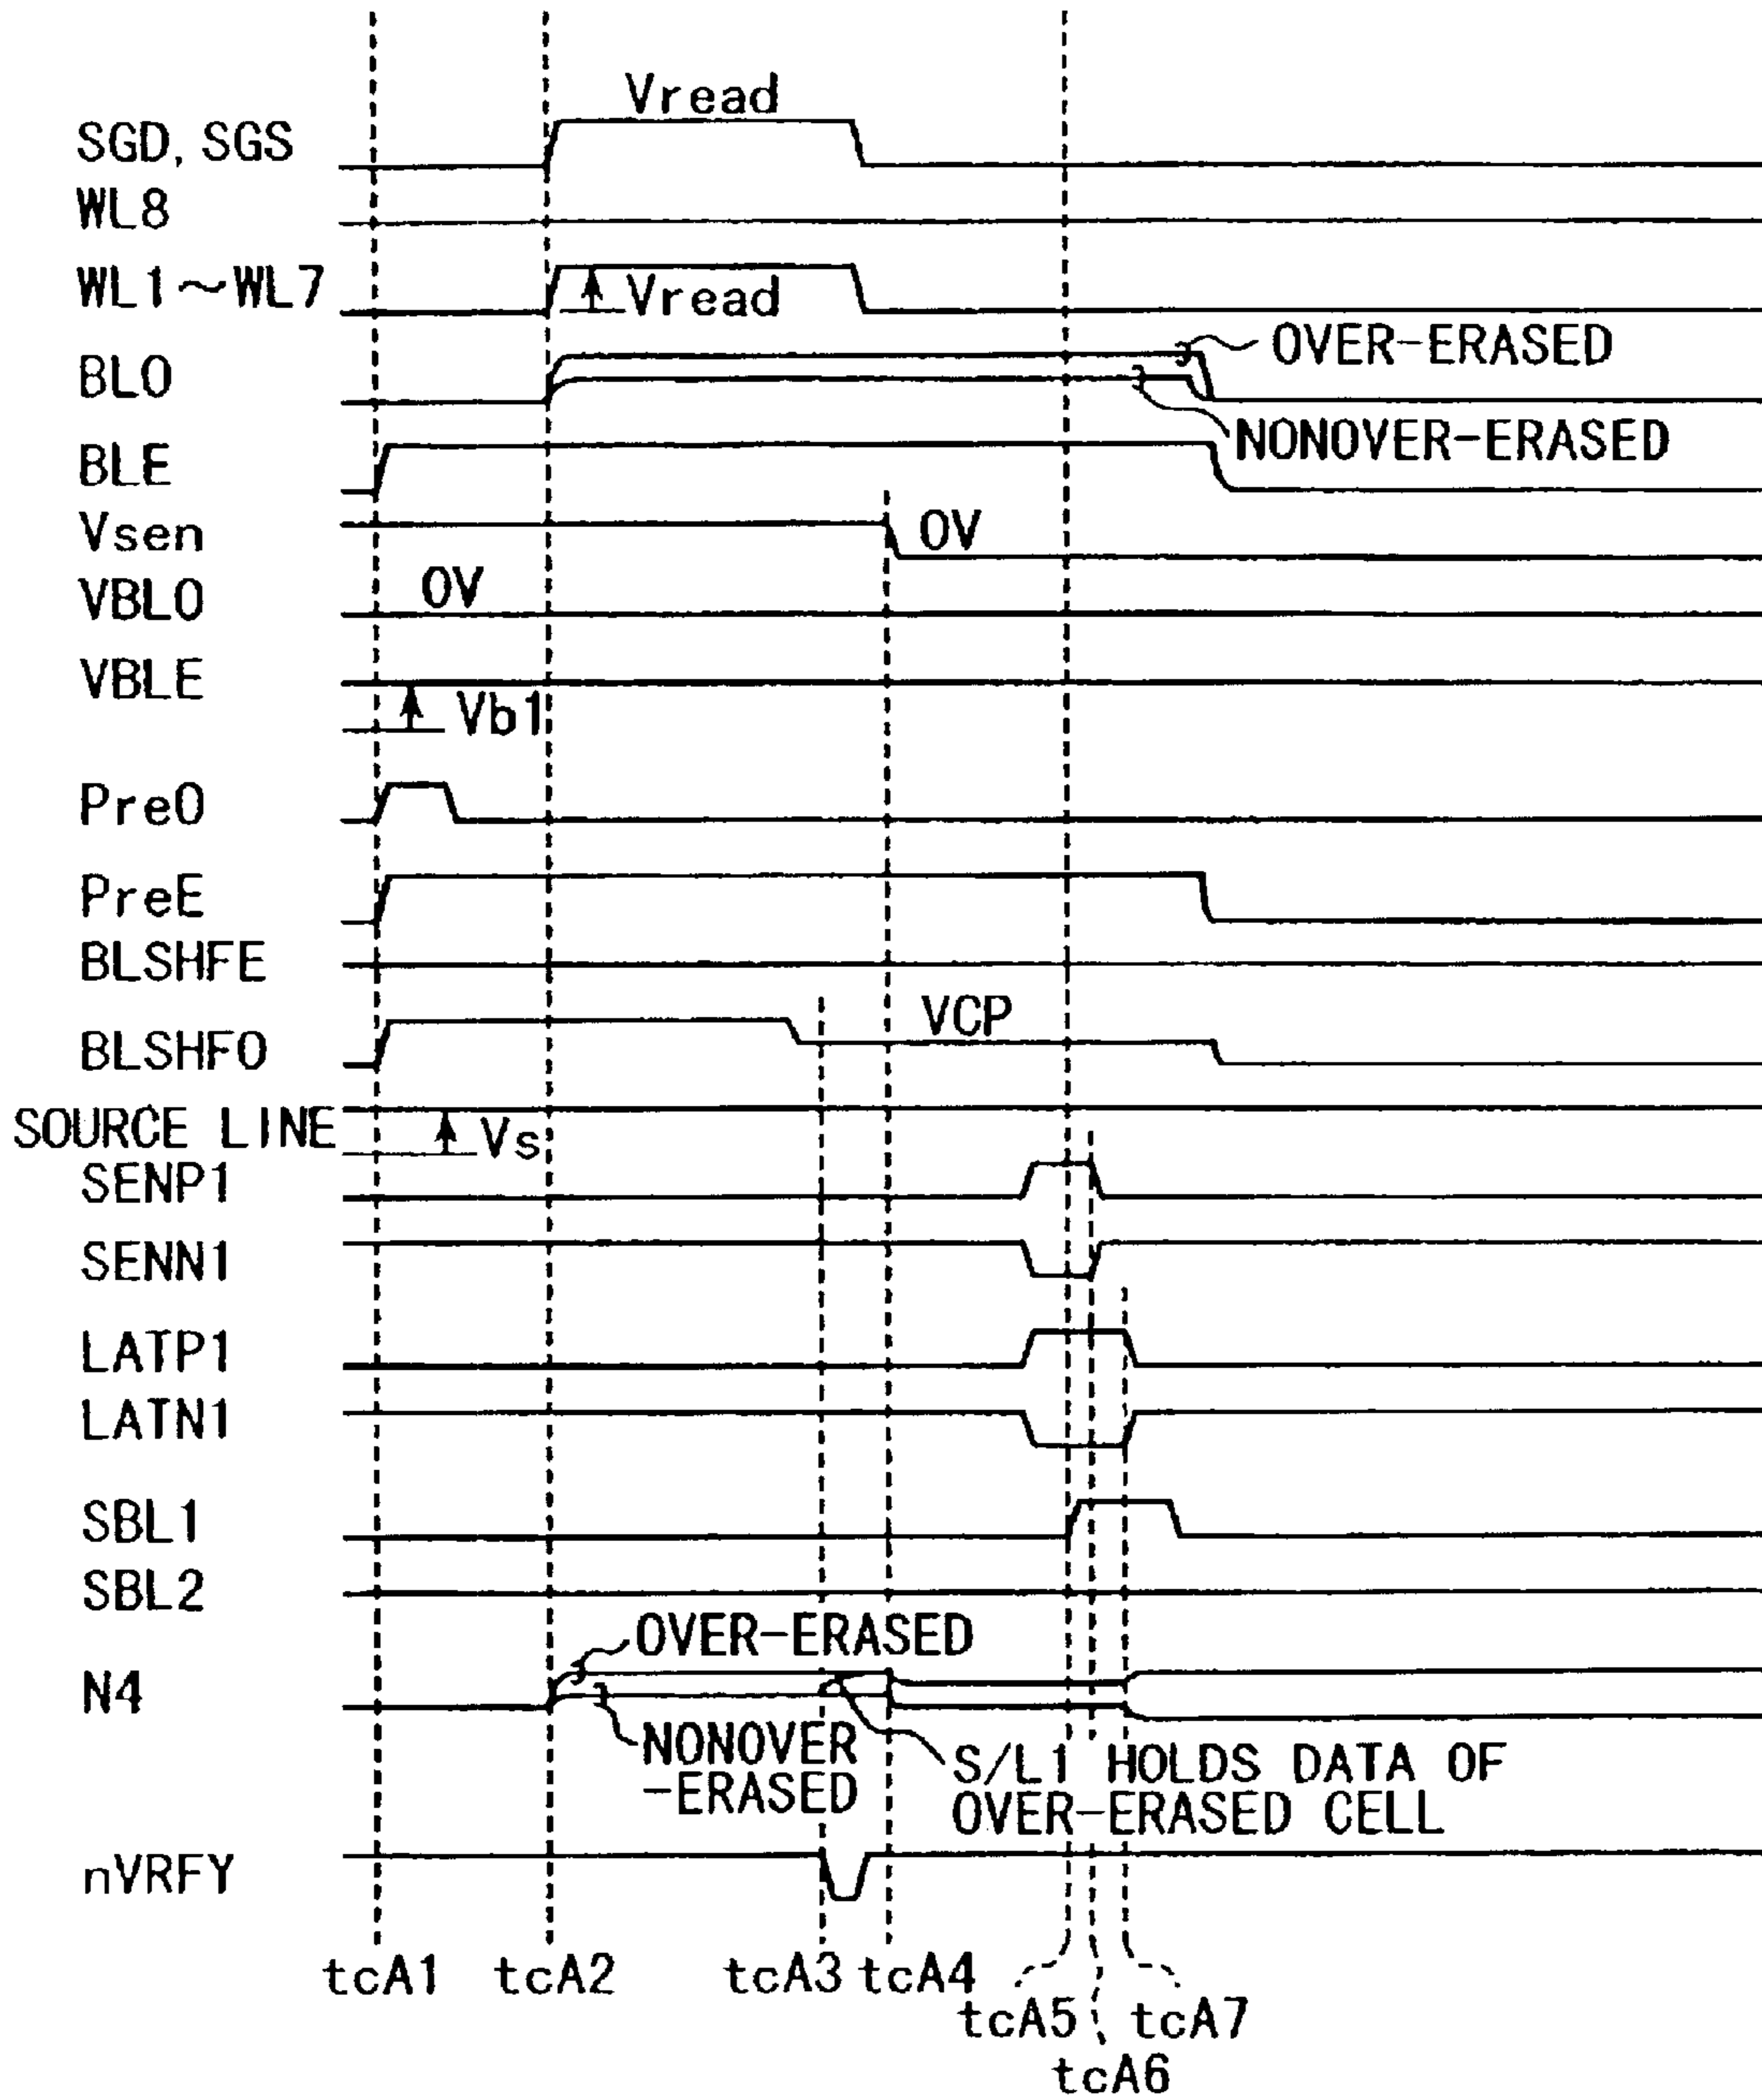 Vread
SGD, SGS
WL8
WL1~WL7
Vread
OVER-ERASED
BLO
NONOVER-ERASED
BLE
Vsen
0V
VBLO
0V
VBLE
Vb1
PreO
PreE
BLSHFE
VCP
BLSHFO
SOURCE LINE
Vs
SENP1
SENN1
LATP1
LATN1
SBL1
SBL2
OVER-ERASED
N4
NONOVER
-ERASED
S/L1 HOLDS DATA OF
OVER-ERASED CELL
nVRFY
tcA1
tcA2
tcA3
tcA4
tcA5
tcA7
tcA6